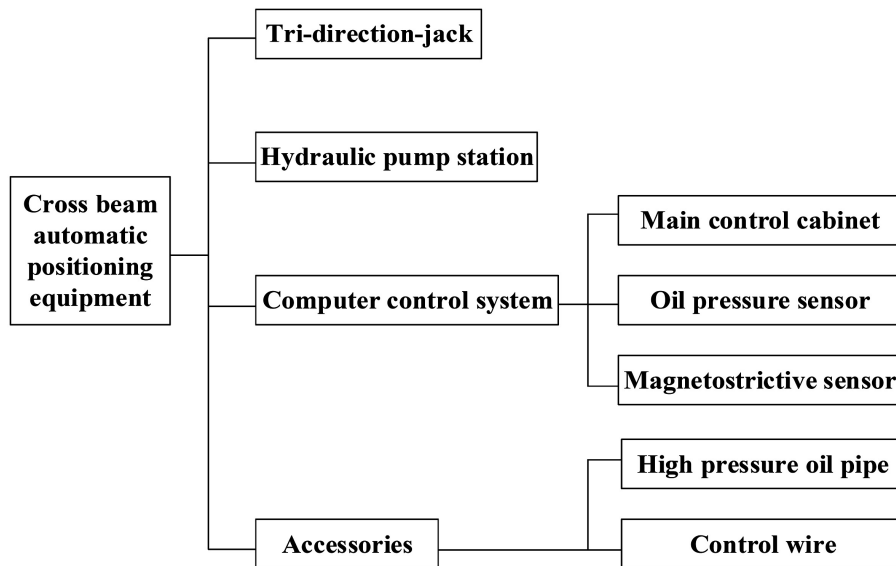 Tri-direction-jack
Hydraulic pump station
Cross beam
automatic
positioning
equipment
Main control cabinet
Computer control system
Oil pressure sensor
Magnetostrictive sensor
High pressure oil pipe
Accessories
Control wire